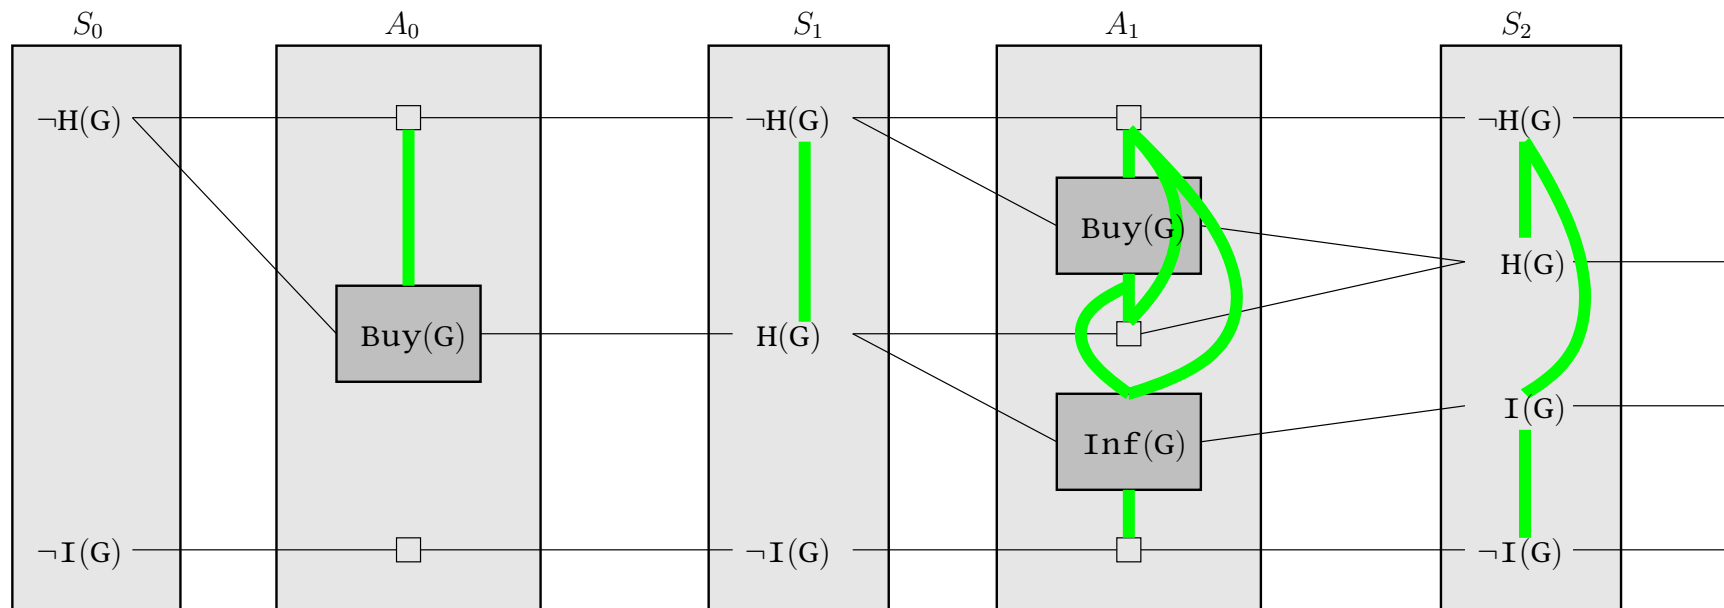 S₀ A₀ S₁ A₁ S₂
¬H(G) ¬H(G) ¬H(G)
Buy(G)
H(G)
Buy(G) H(G)
I(G)
Inf(G)
¬I(G) ¬I(G) ¬I(G)